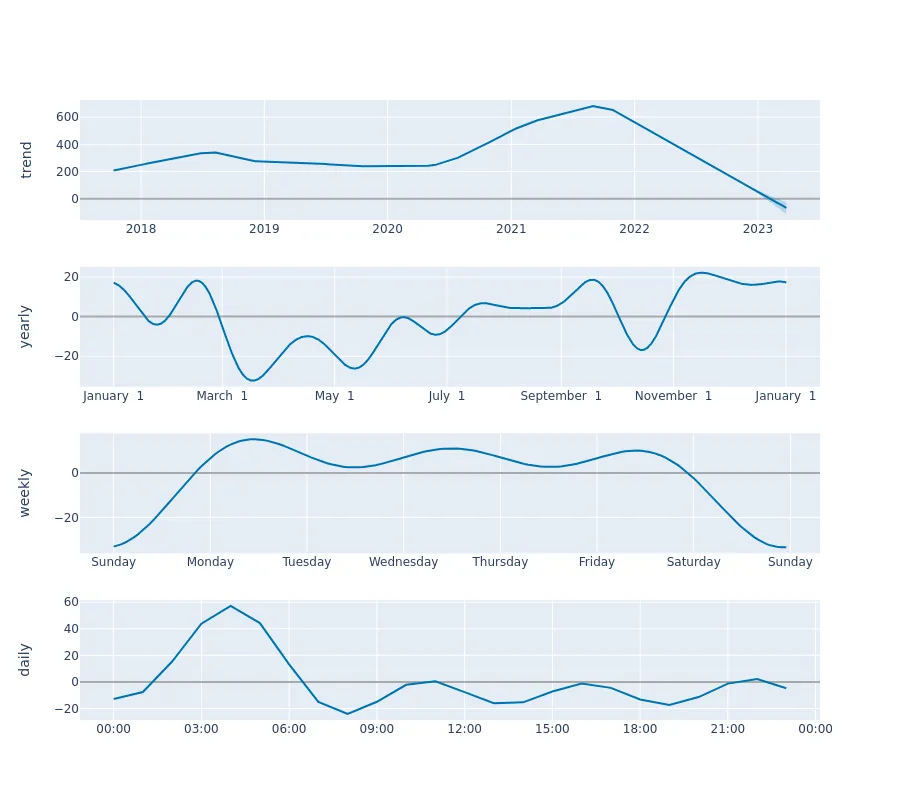 600
400
200
0
trend
2018 2019 2020 2021 2022 2023
20
0
−20
yearly
January 1 March 1 May 1 July 1 September 1 November 1 January 1
0
−20
weekly
Sunday Monday Tuesday Wednesday Thursday Friday Saturday Sunday
60
40
20
0
−20
daily
00:00 03:00 06:00 09:00 12:00 15:00 18:00 21:00 00:00